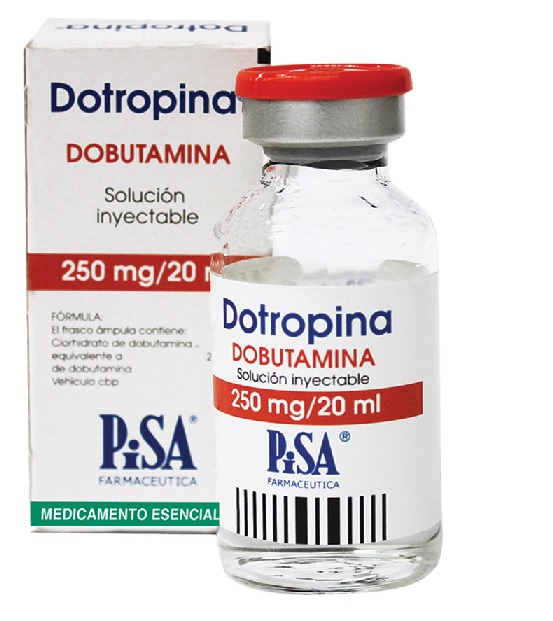 Dotropina
DOBUTAMINA
Solución
inyectable
250 mg/20
FÓRMULA:
El frasco ámpula contiene:
Clorhidrato de dobutamina
equivalente a
de dobutamina
Vehículo cbp
PiSA®
FARMACEUTICA
MEDICAMENTO ESENCIAL
Dotropina
DOBUTAMINA
Solución inyectable
250 mg/20 ml
PiSA®
FARMACEUTICA